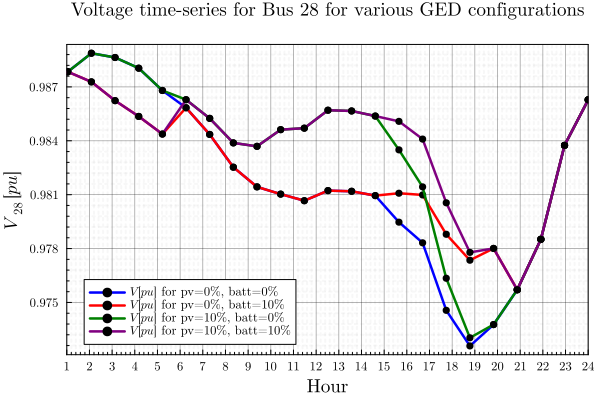 Voltage time-series for Bus 28 for various GED configurations
0.987
0.984
0.981
0.978
0.975
V28 [pu]
V[pu] for pv=0%, batt=0%
V[pu] for pv=0%, batt=10%
V[pu] for pv=10%, batt=0%
V[pu] for pv=10%, batt=10%
1 2 3 4 5 6 7 8 9 10 11 12 13 14 15 16 17 18 19 20 21 22 23 24
Hour